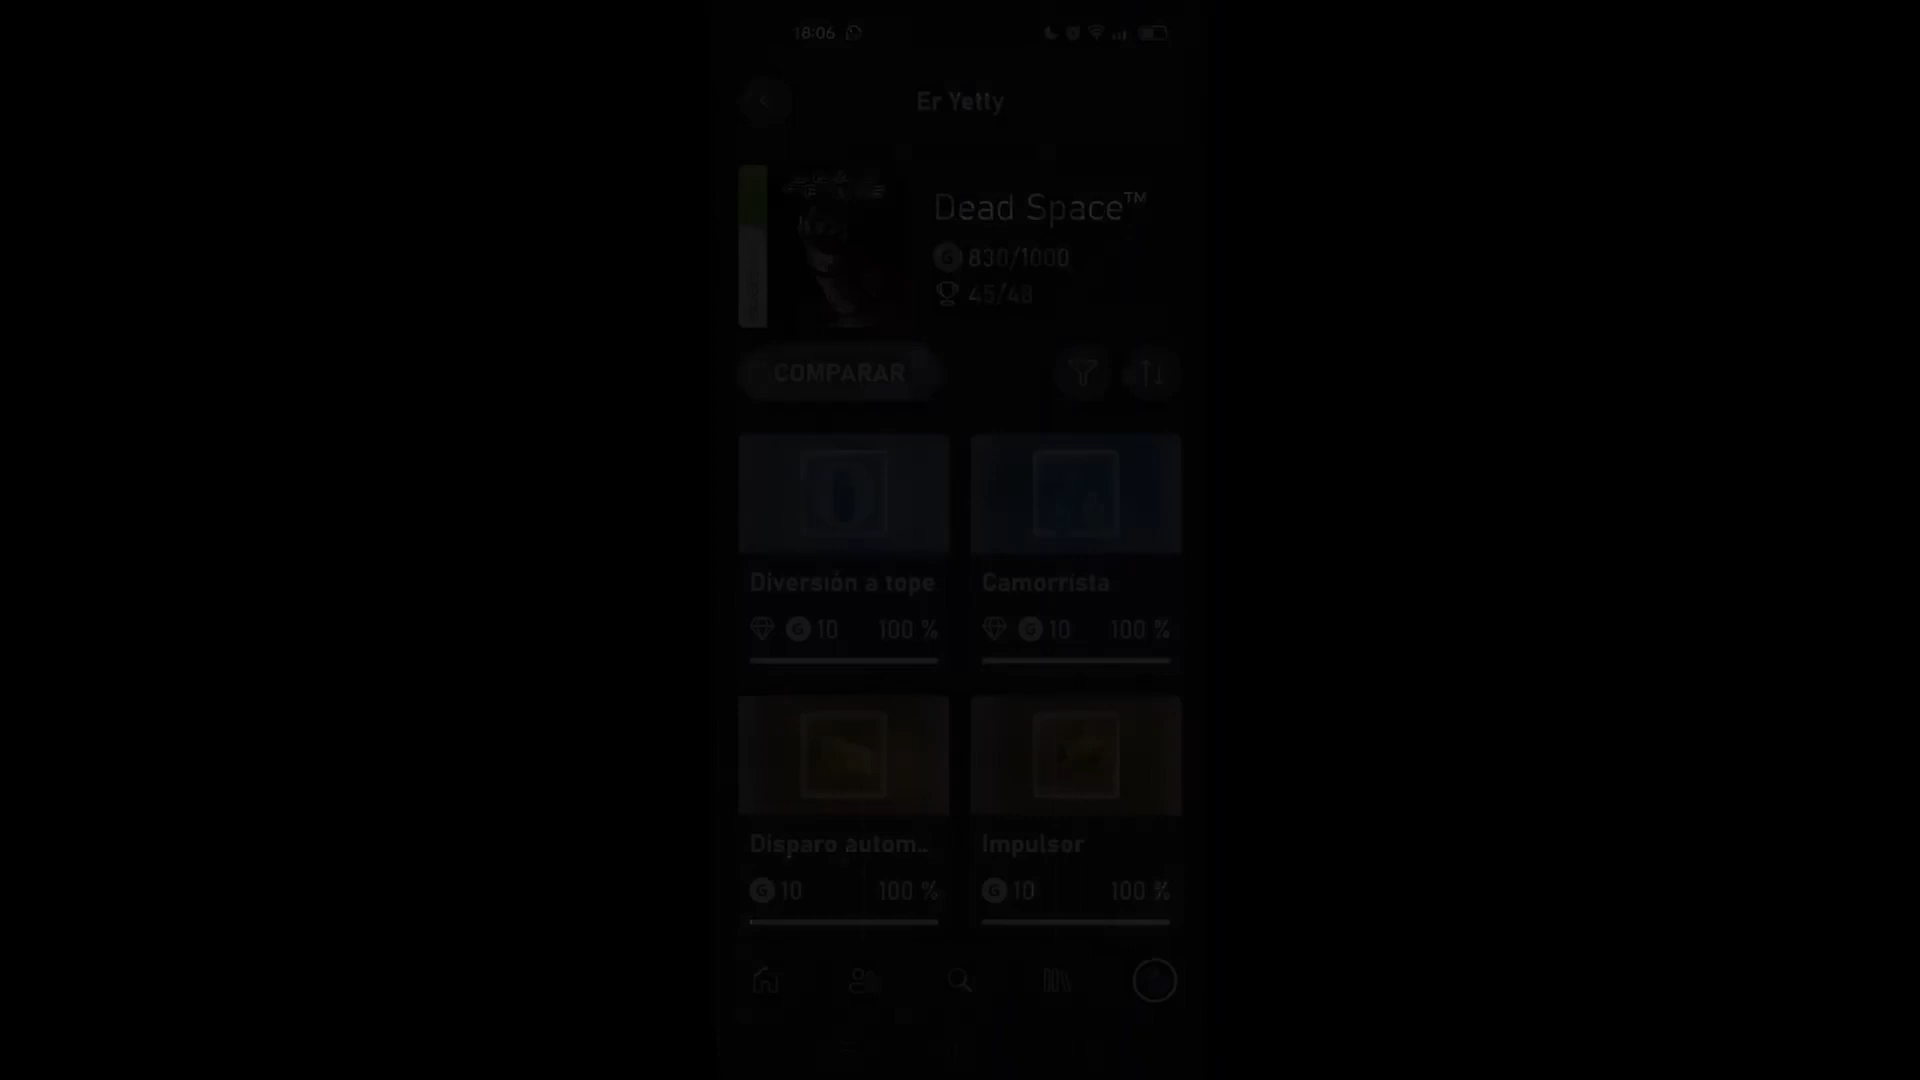 18:06
Er Yetty
Dead Space™
G 830/1000
45/48
COMPARAR
Diversión a tope
Camorrista
G 10 100 %
G 10 100 %
Disparo autom...
Impulsor
G 10 100 %
G 10 100 %